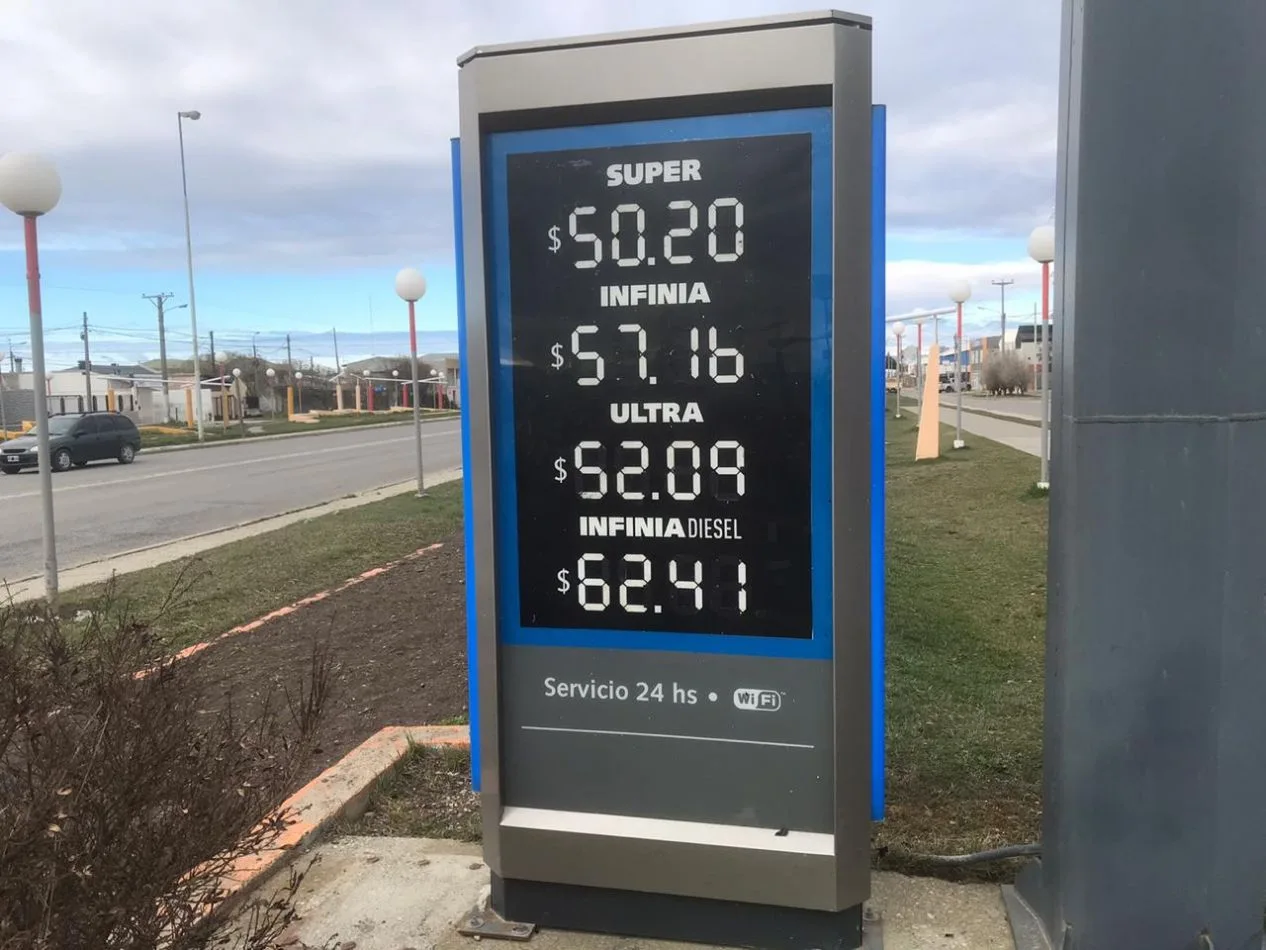 SUPER
$50.20
INFINIA
$57.16
ULTRA
$52.09
INFINIA DIESEL
$62.41
Servicio 24 hs • WiFi